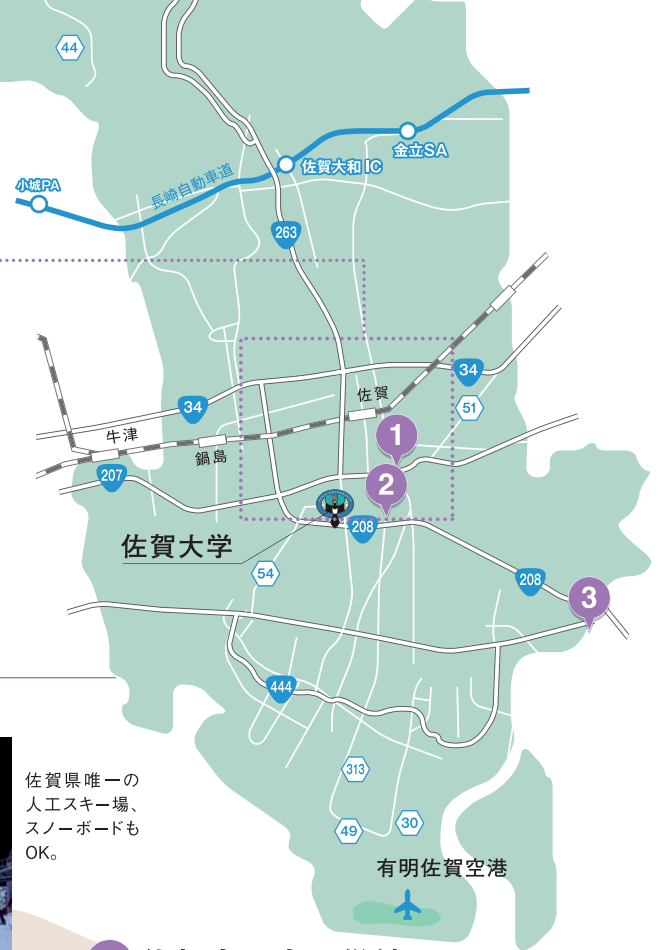 44
金立SA
佐賀大和IC
小城PA
長崎自動車道
263
34
佐賀
51
34
1
牛津
鍋島
207
2
208
佐賀大学
54
208
3
444
313
49
30
佐賀県唯一の
人工スキー場、
スノーボードも
OK。
有明佐賀空港